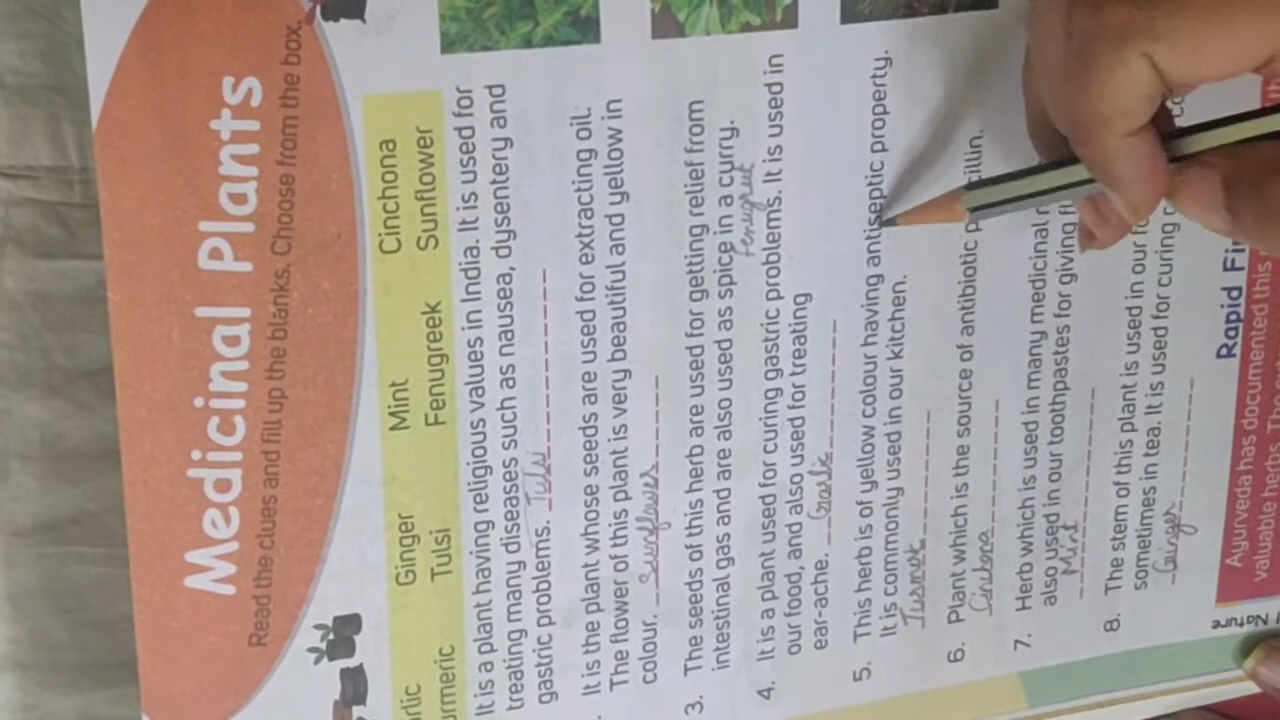 Medicinal Plants
Read the clues and fill up the blanks. Choose from the box.
rlic Ginger Mint Cinchona
urmeric Tulsi Fenugreek Sunflower
It is a plant having religious values in India. It is used for
treating many diseases such as nausea, dysentery and
gastric problems. Tulsi
It is the plant whose seeds are used for extracting oil.
The flower of this plant is very beautiful and yellow in
colour. Sunflower
3. The seeds of this herb are used for getting relief from
intestinal gas and are also used as spice in a curry.
4. It is a plant used for curing gastric problems. It is used in
our food, and also used for treating
ear-ache. Garlic
5. This herb is of yellow colour having antiseptic property.
It is commonly used in our kitchen.
6. Plant which is the source of antibiotic p cillin.
Cinchona
7. Herb which is used in many medicinal
also used in our toothpastes for giving
Mint
8. The stem of this plant is used in our
sometimes in tea. It is used for curing
Ginger
Rapid Fir
Ayurveda has documented this
valuable herbs. The
Nature